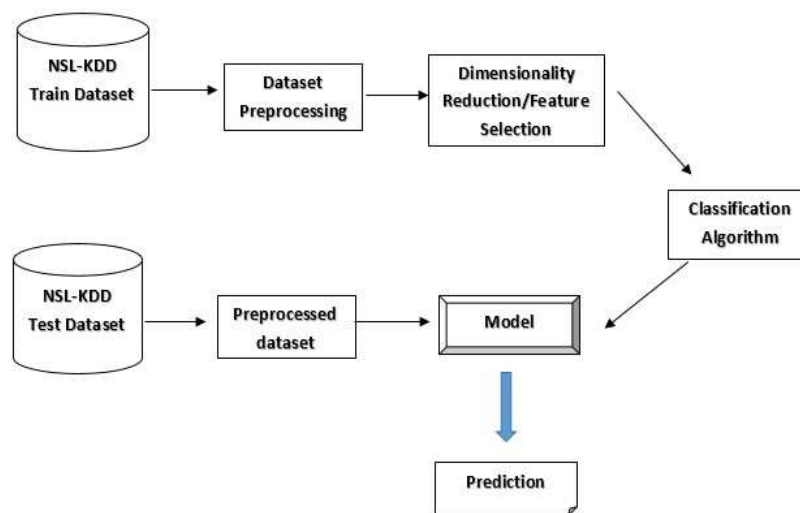 NSL-KDD
Train Dataset
Dataset
Preprocessing
Dimensionality
Reduction/Feature
Selection
Classification
Algorithm
NSL-KDD
Test Dataset
Preprocessed
dataset
Model
Prediction